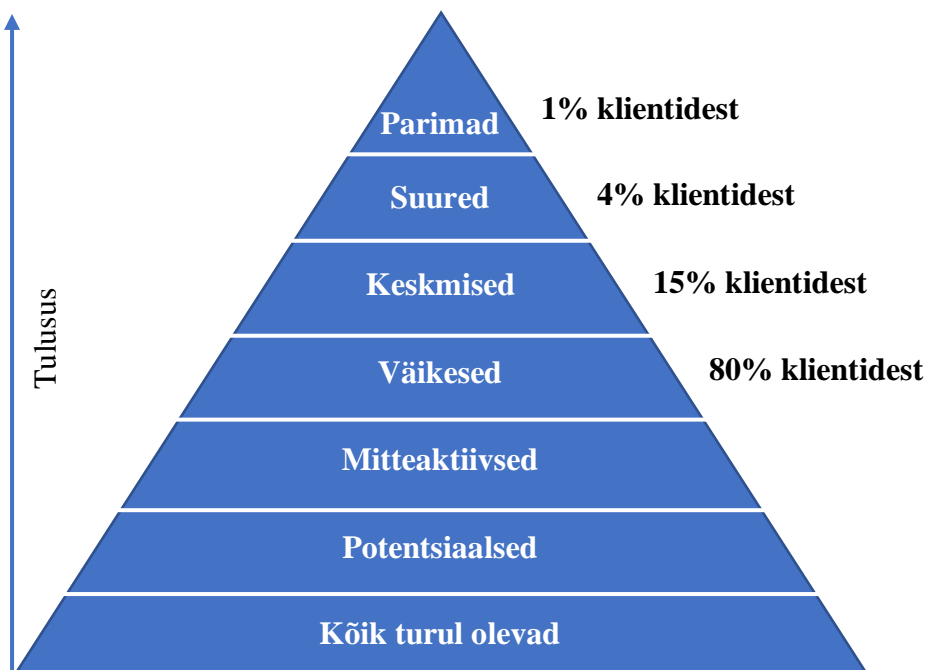 Parimad
1% klientidest
Suured
4% klientidest
Keskmised
15% klientidest
Väikesed
80% klientidest
Mitteaktiivsed
Potentsiaalsed
Kõik turul olevad
Tulusus